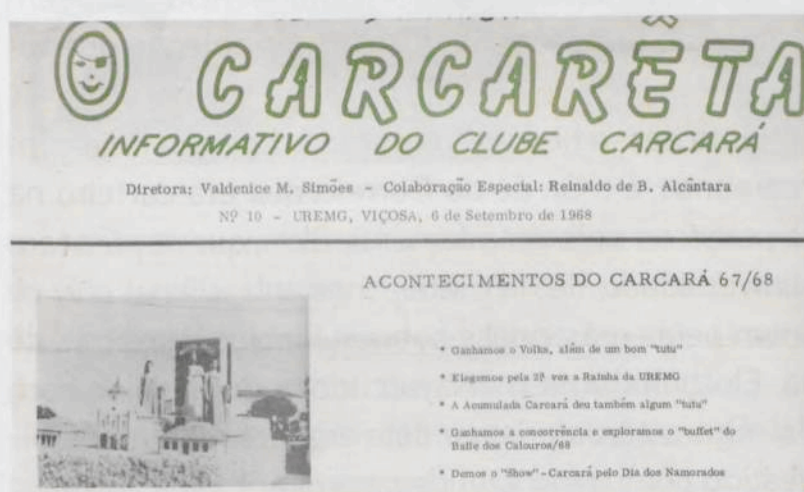 O CARCARÊTA
INFORMATIVO DO CLUBE CARCARÁ
Diretora: Valdenice M. Simões - Colaboração Especial: Reinaldo de B. Alcântara
Nº 10 - UREMG, VIÇOSA, 6 de Setembro de 1968
ACONTECIMENTOS DO CARCARÁ 67/68
* Ganhamos o Volks, além de um bom "tutu"
* Elegemos pela 2ª vez a Rainha da UREMG
* A Acumulada Carcará deu também algum "tutu"
* Ganhamos a concorrência e exploramos o "buffet" do
Baile dos Calouros/68
* Demos o "Show" - Carcará pelo Dia dos Namorados